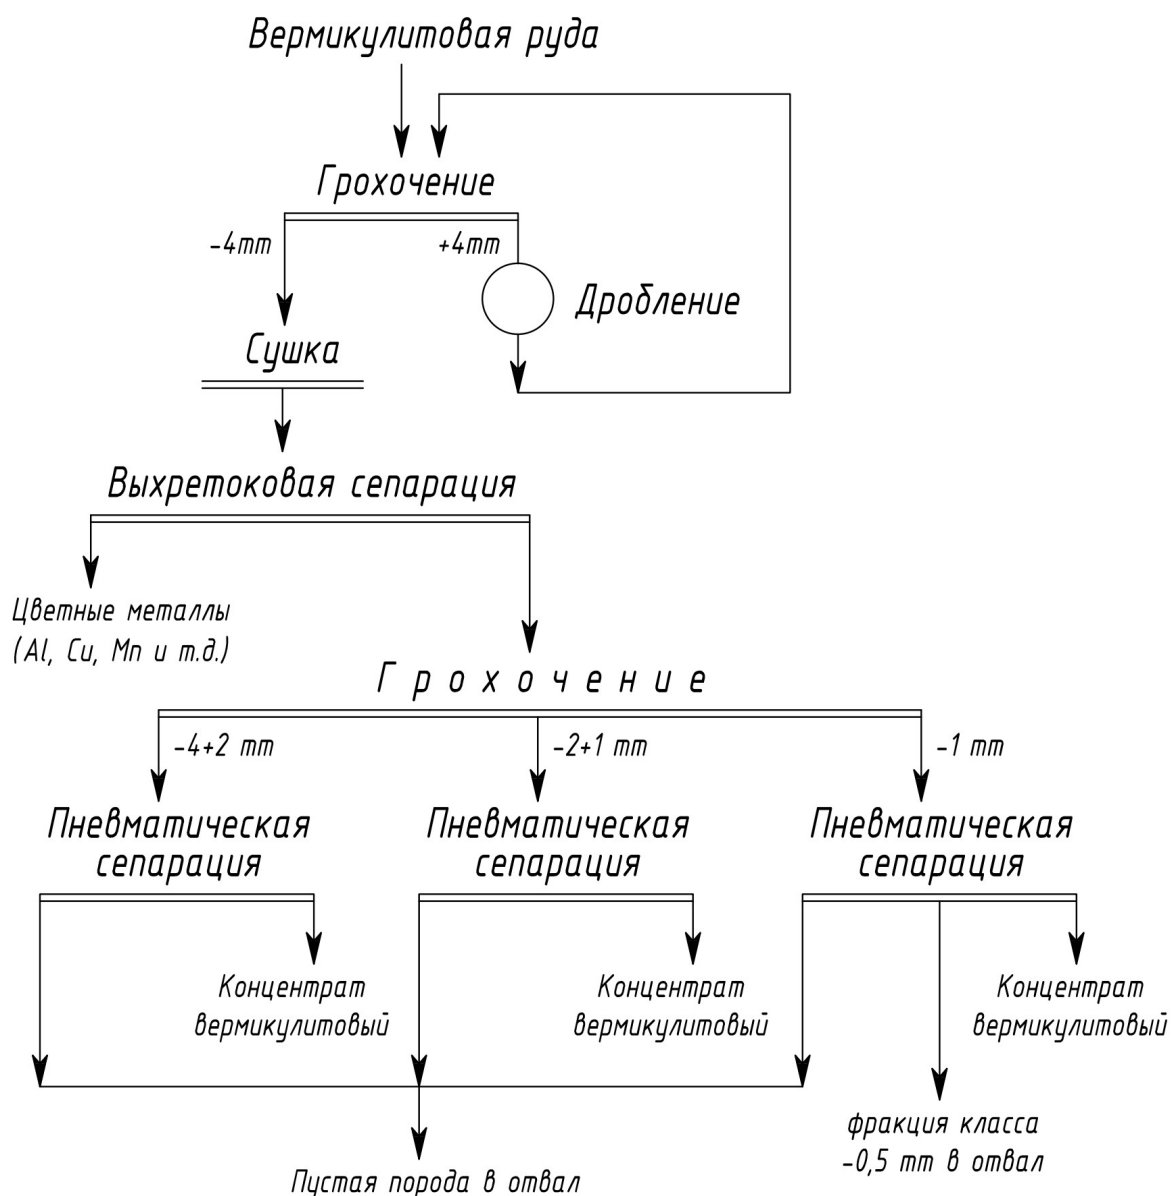 Вермикулитовая руда
Грохочение
-4mm
+4mm
Дробление
Сушка
Выхретоковая сепарация
Цветные металлы
(Al, Cu, Mn и т.д.)
Грохочение
-4+2 mm
-2+1 mm
-1 mm
Пневматическая
сепарация
Пневматическая
сепарация
Пневматическая
сепарация
Концентрат
вермикулитовый
Концентрат
вермикулитовый
Концентрат
вермикулитовый
фракция класса
-0,5 mm в отвал
Пустая порода в отвал